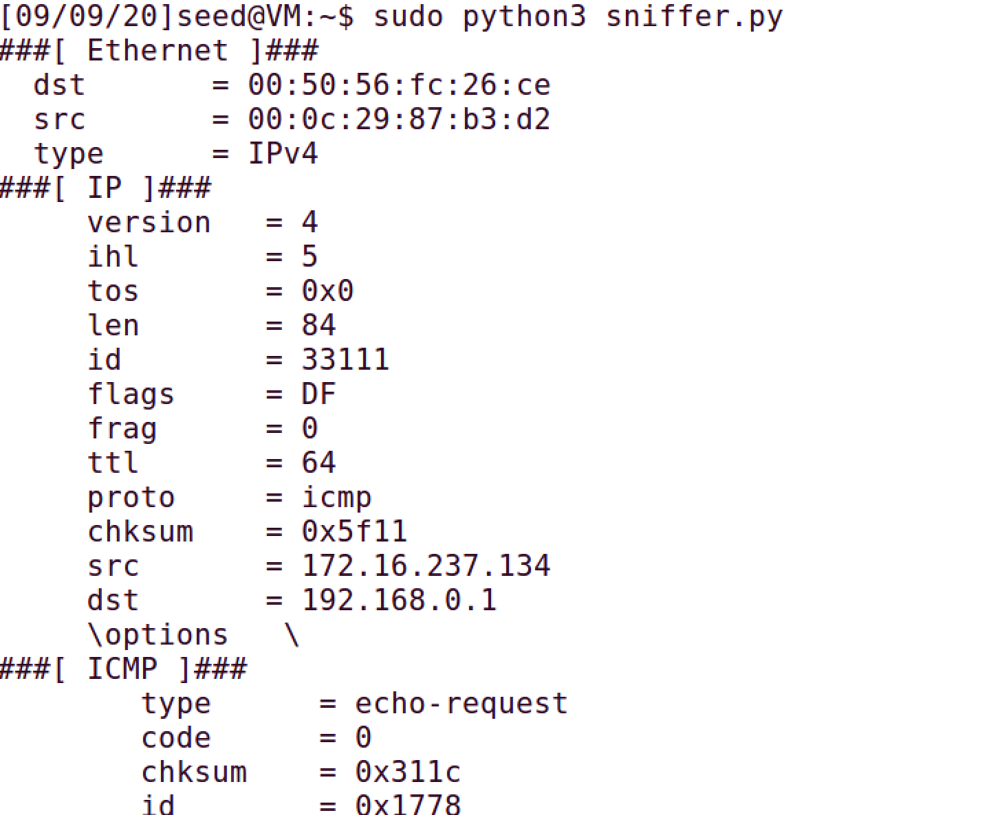 [09/09/20]seed@VM:~$ sudo python3 sniffer.py
###[ Ethernet ]###
  dst       = 00:50:56:fc:26:ce
  src       = 00:0c:29:87:b3:d2
  type      = IPv4
###[ IP ]###
     version   = 4
     ihl       = 5
     tos       = 0x0
     len       = 84
     id        = 33111
     flags     = DF
     frag      = 0
     ttl       = 64
     proto     = icmp
     chksum    = 0x5f11
     src       = 172.16.237.134
     dst       = 192.168.0.1
     \options   \
###[ ICMP ]###
        type      = echo-request
        code      = 0
        chksum    = 0x311c
        id        = 0x1778